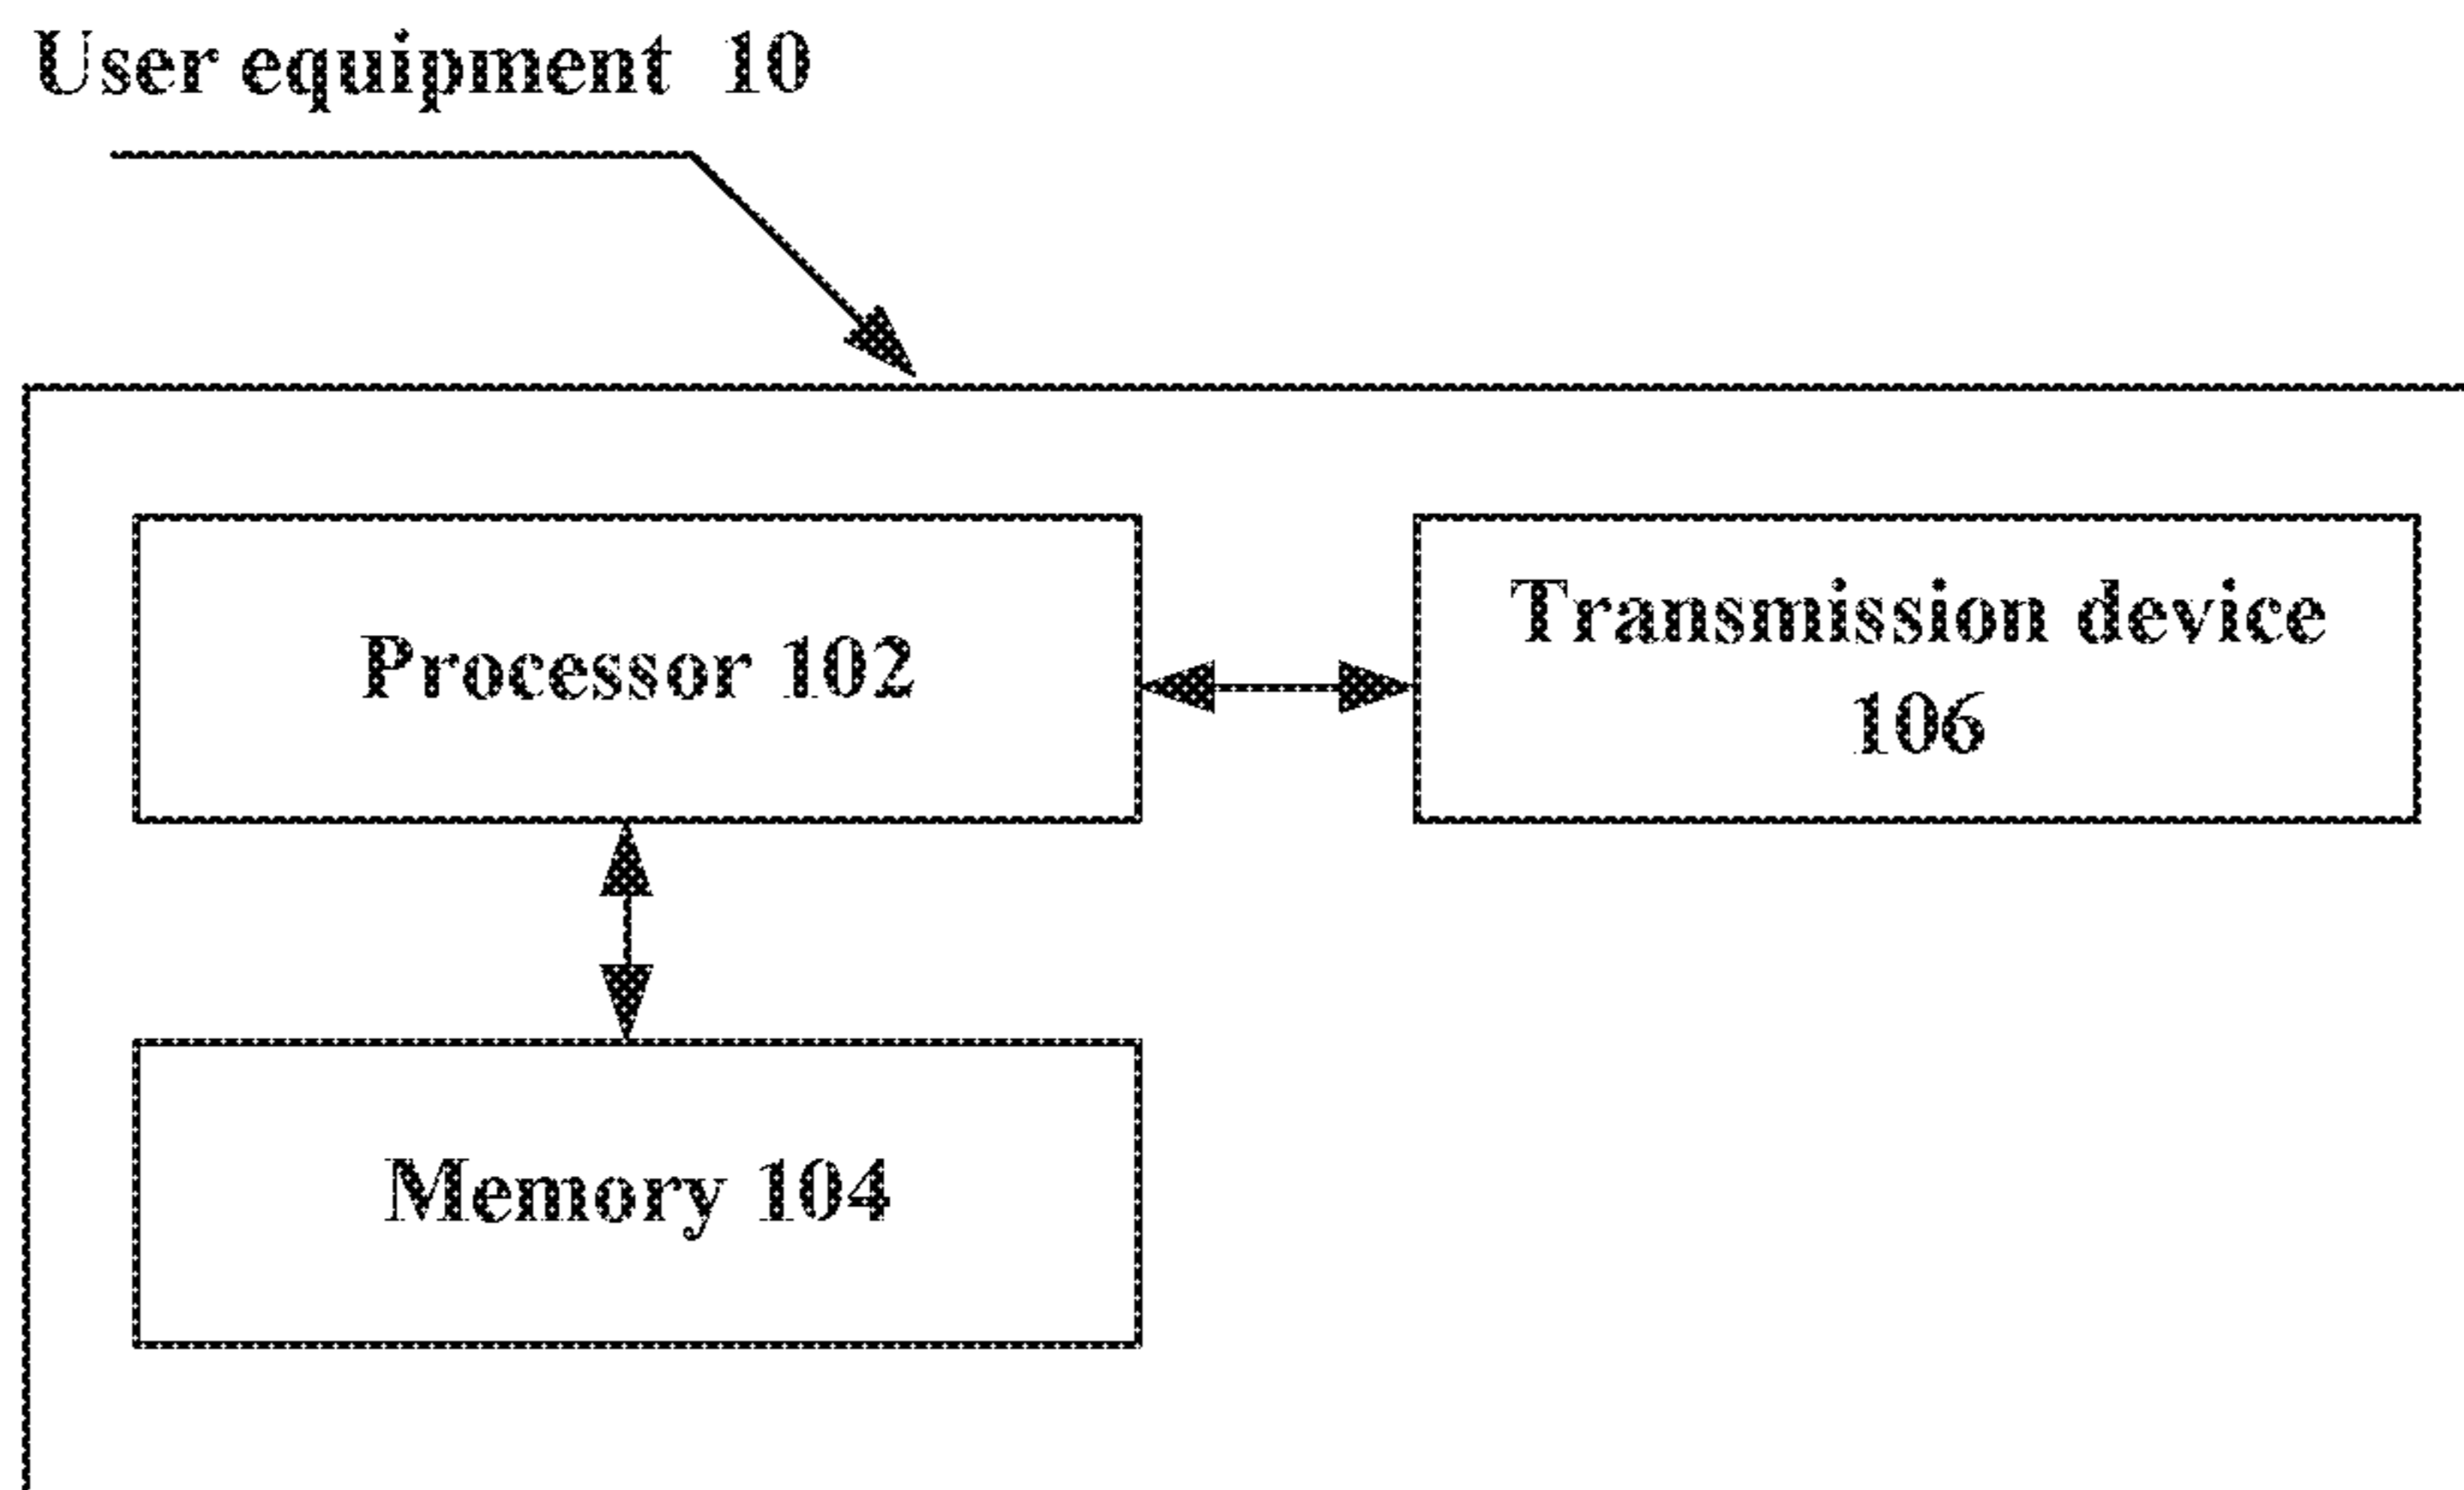 User equipment 10
Processor 102
Transmission device
106
Memory 104